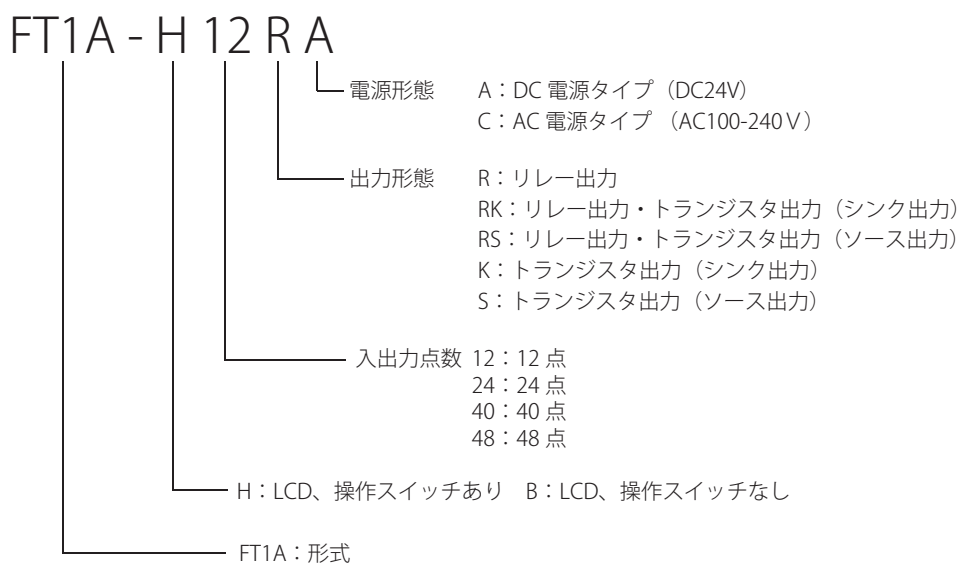 FT1A - H 12 R A
電源形態 A：DC 電源タイプ（DC24V）
C：AC 電源タイプ （AC100-240Ｖ）
出力形態 R：リレー出力
RK：リレー出力・トランジスタ出力（シンク出力）
RS：リレー出力・トランジスタ出力（ソース出力）
K：トランジスタ出力（シンク出力）
S：トランジスタ出力（ソース出力）
入出力点数 12：12 点
24：24 点
40：40 点
48：48 点
H：LCD、操作スイッチあり B：LCD、操作スイッチなし
FT1A：形式